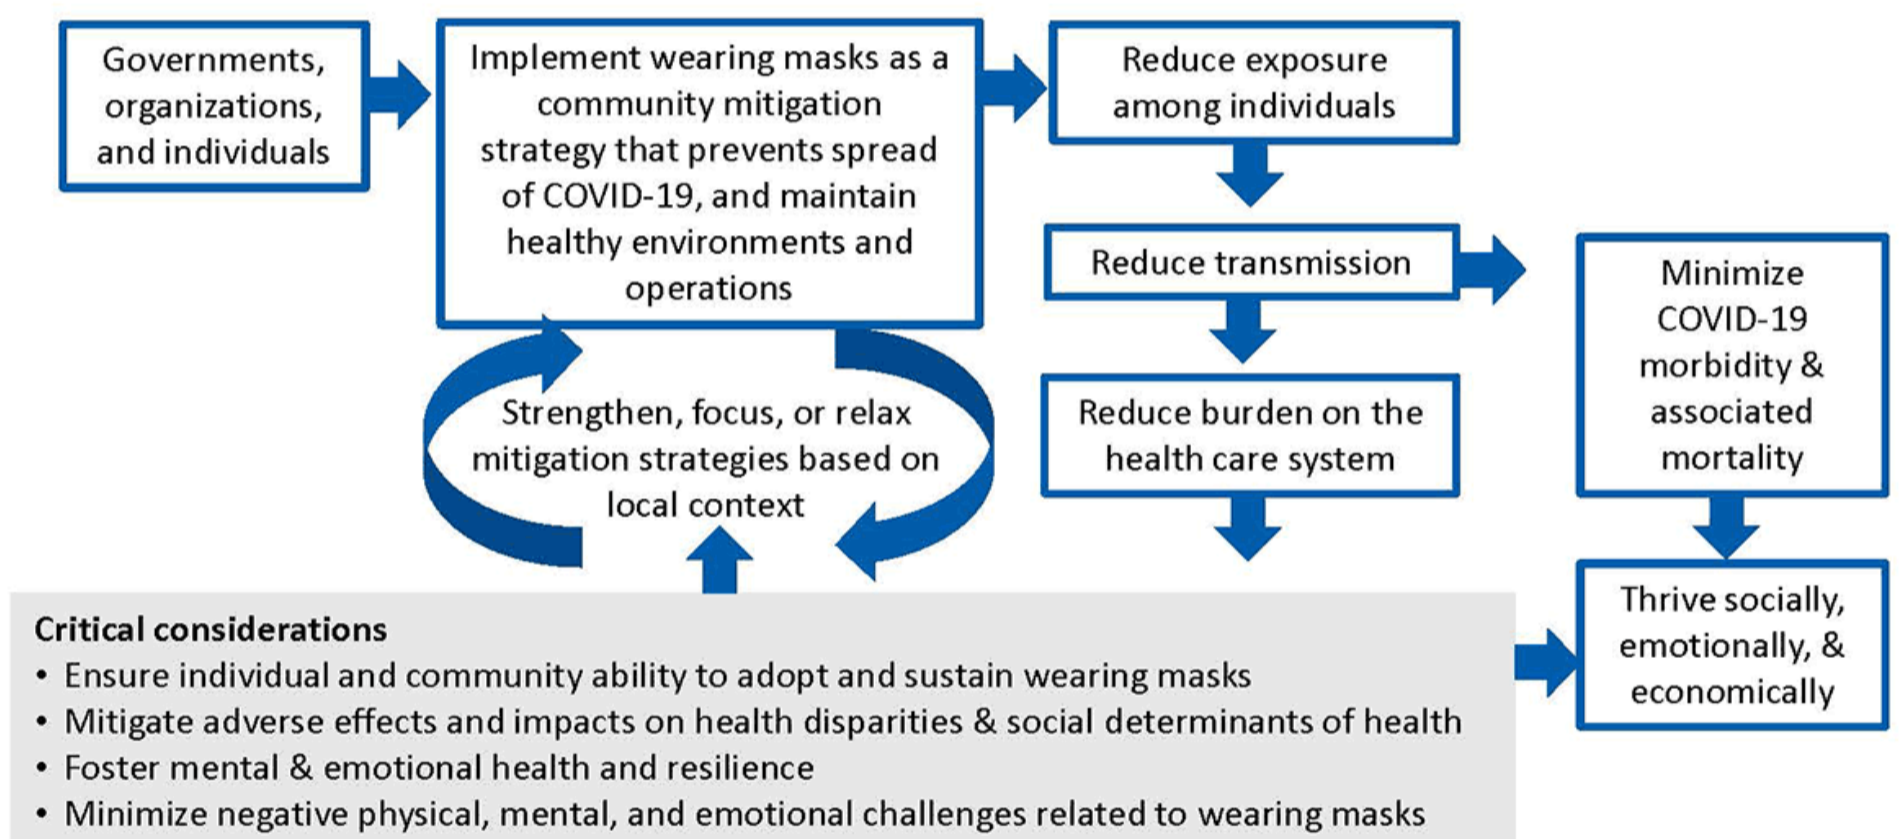 Governments,
organizations,
and individuals
Implement wearing masks as a
community mitigation
strategy that prevents spread
of COVID-19, and maintain
healthy environments and
operations
Reduce exposure
among individuals
Reduce transmission
Reduce burden on the
health care system
Minimize
COVID-19
morbidity &
associated
mortality
Thrive socially,
emotionally, &
economically
Strengthen, focus, or relax
mitigation strategies based on
local context
Critical considerations
• Ensure individual and community ability to adopt and sustain wearing masks
• Mitigate adverse effects and impacts on health disparities & social determinants of health
• Foster mental & emotional health and resilience
• Minimize negative physical, mental, and emotional challenges related to wearing masks